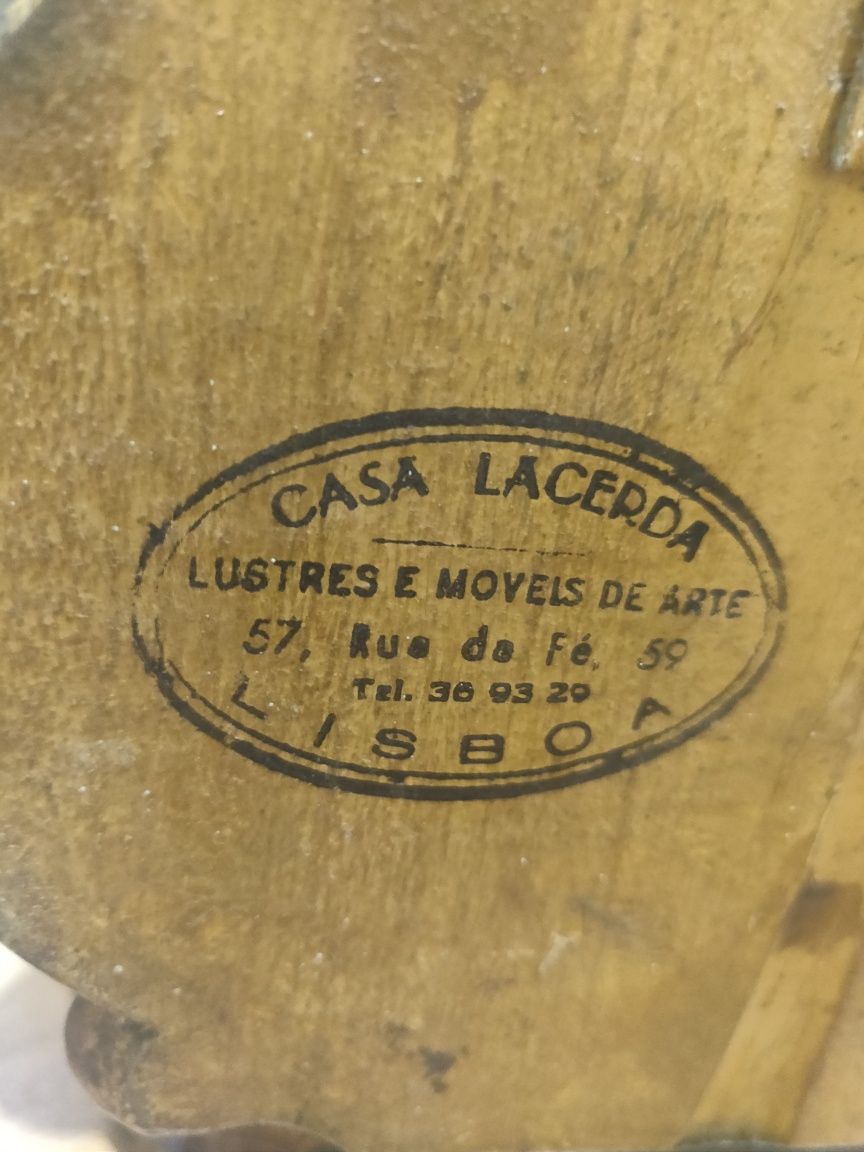 CASA LACERDA
LUSTRES E MOVEIS DE ARTE
57, Rua da Fé, 59
Tel. 36 93 29
LISBOA